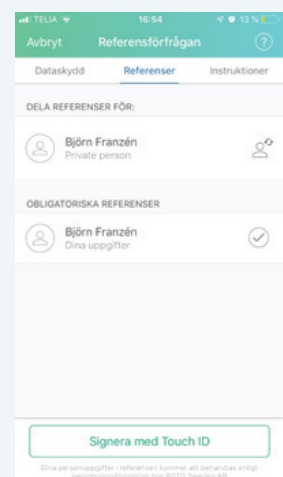 TELIA 16:54 13 %
Avbryt Referensförfrågan ?
Dataskydd Referenser Instruktioner
DELA REFERENSER FÖR:
Björn Franzén
Private person
OBLIGATORISKA REFERENSER
Björn Franzén
Dina uppgifter
Signera med Touch ID
Dina personuppgifter i referensen kommer att behandlas enligt